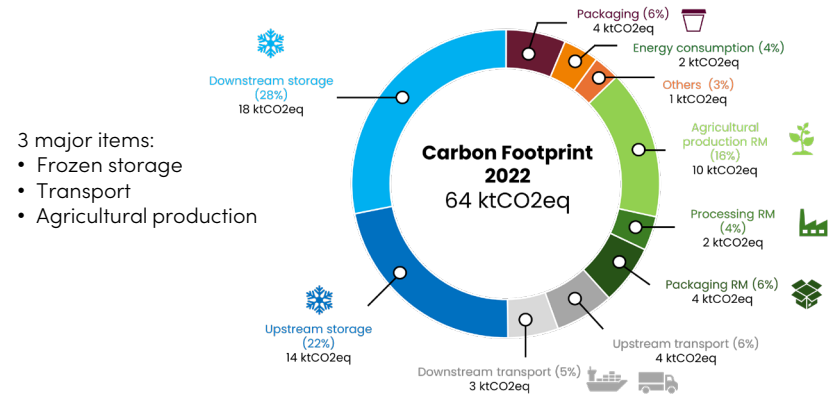 3 major items:
• Frozen storage
• Transport
• Agricultural production
Carbon Footprint
2022
64 ktCO2eq
Packaging (6%)
4 ktCO2eq
Energy consumption (4%)
2 ktCO2eq
Others (3%)
1 ktCO2eq
Agricultural
production RM
(16%)
10 ktCO2eq
Processing RM
(4%)
2 ktCO2eq
Packaging RM (6%)
4 ktCO2eq
Upstream transport (6%)
4 ktCO2eq
Downstream transport (5%)
3 ktCO2eq
Upstream storage
(22%)
14 ktCO2eq
Downstream storage
(28%)
18 ktCO2eq